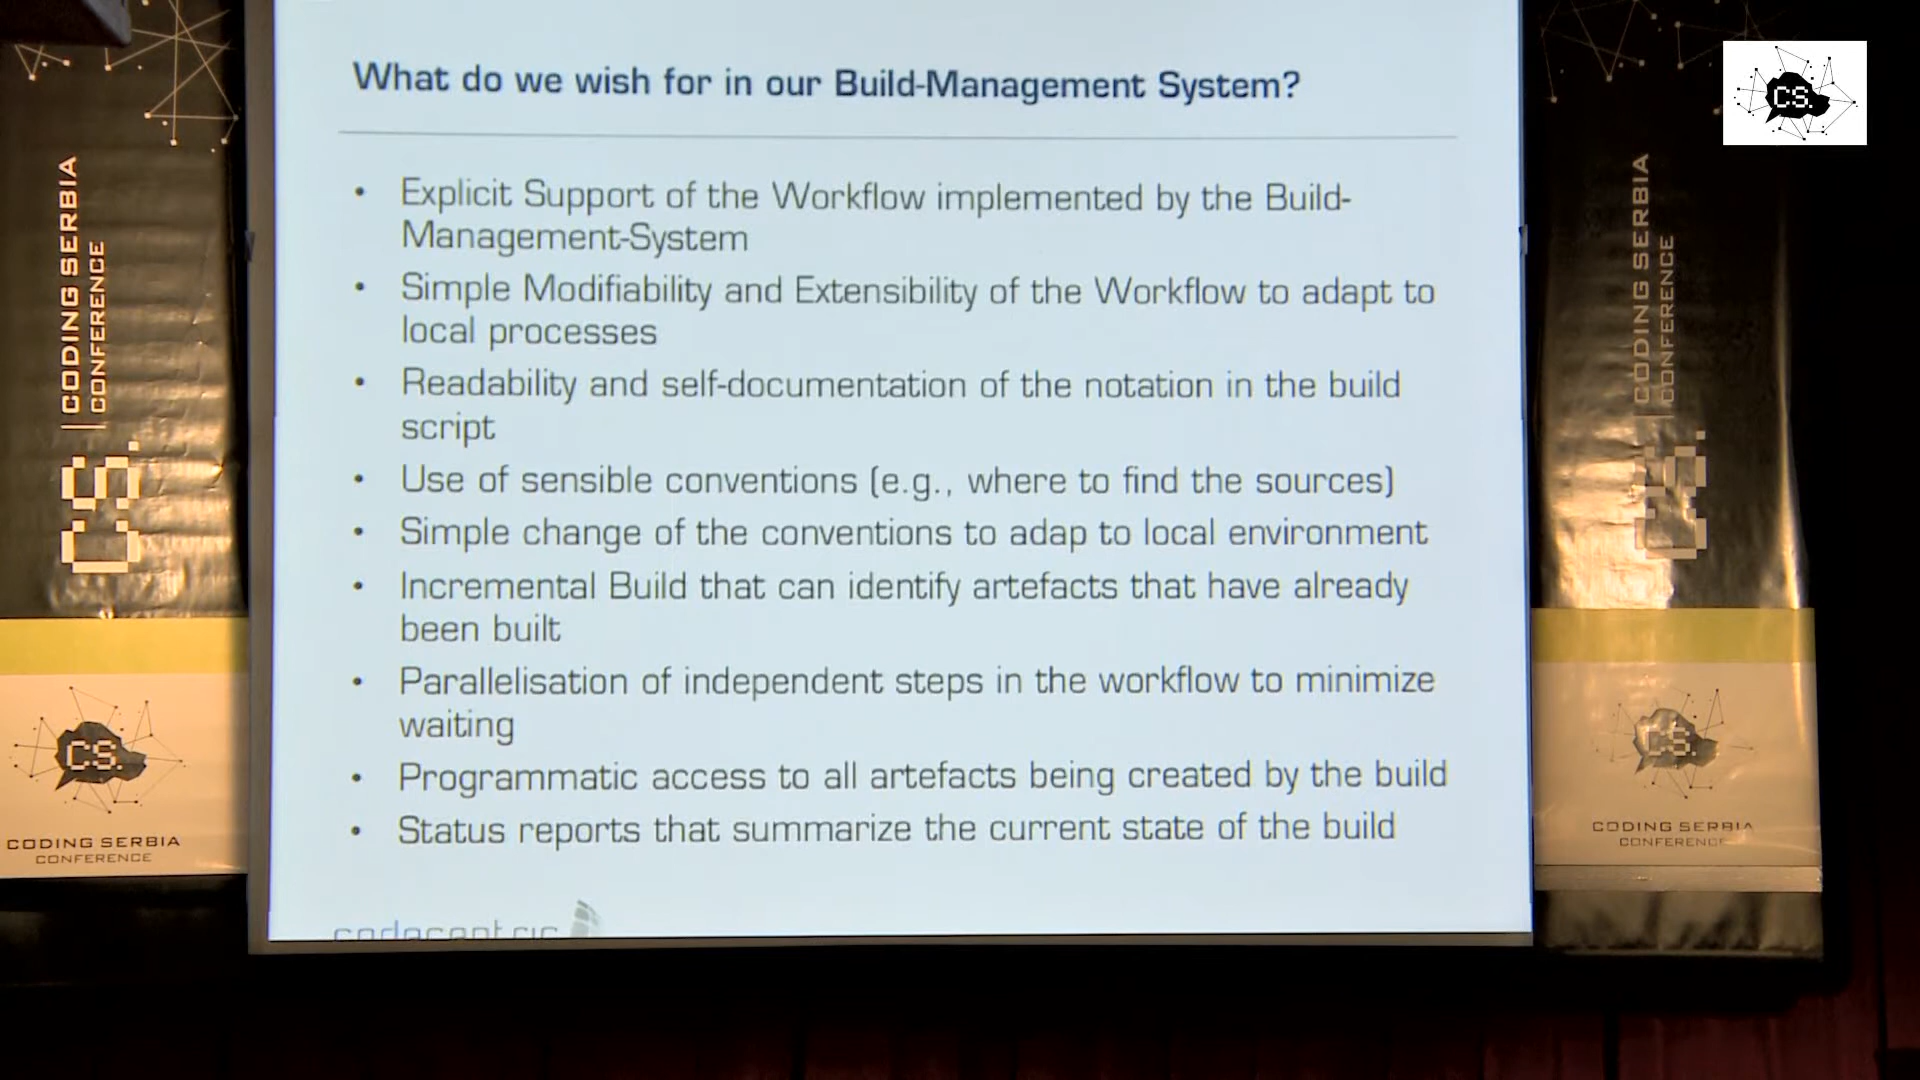 What do we wish for in our Build-Management System?
• Explicit Support of the Workflow implemented by the Build-
Management-System
• Simple Modifiability and Extensibility of the Workflow to adapt to
local processes
• Readability and self-documentation of the notation in the build
script
• Use of sensible conventions (e.g., where to find the sources)
• Simple change of the conventions to adap to local environment
• Incremental Build that can identify artefacts that have already
been built
• Parallelisation of independent steps in the workflow to minimize
waiting
• Programmatic access to all artefacts being created by the build
• Status reports that summarize the current state of the build
codecentric
CS.
CODING SERBIA
CONFERENCE
CS.
CODING SERBIA
CONFERENCE
CS.
CODING SERBIA
CONFERENCE
CS.
CODING SERBIA
CONFERENCE
CS.